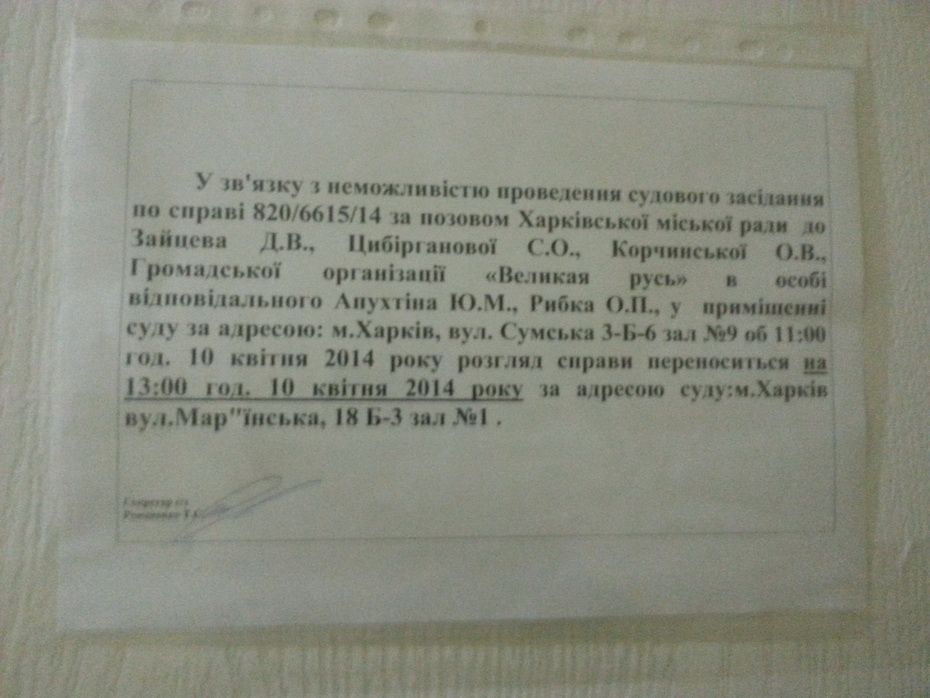 У зв'язку з неможливістю проведення судового засідання
по справі 820/6615/14 за позовом Харківської міської ради до
Зайцева Д.В., Цибірганової С.О., Корчинської О.В.,
Громадської організації «Великая русь» в особі
відповідального Апухтіна Ю.М., Рибка О.П., у приміщенні
суду за адресою: м.Харків, вул. Сумська 3-Б-6 зал №9 об 11:00
год. 10 квітня 2014 року розгляд справи переноситься на
13:00 год. 10 квітня 2014 року за адресою суду:м.Харків
вул.Мар"їнська, 18 Б-3 зал №1 .
Секретар